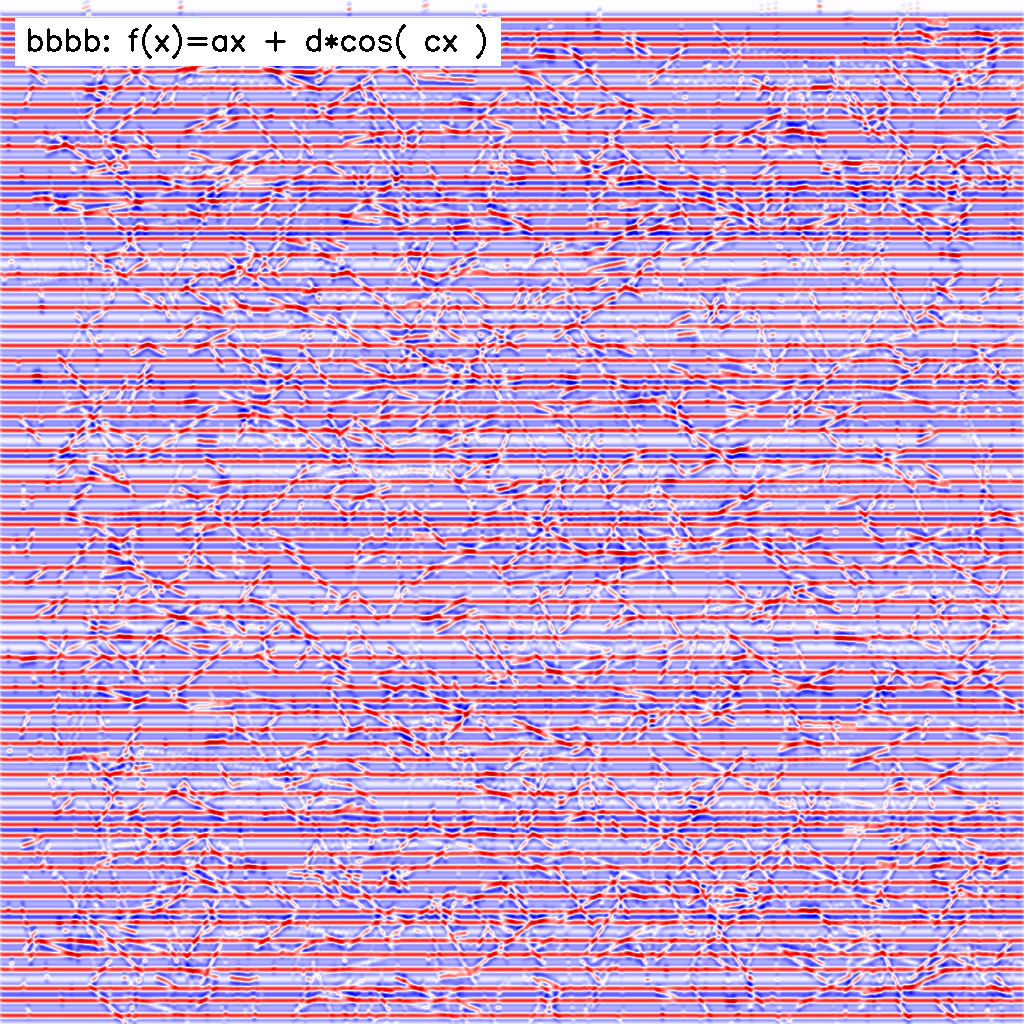 bbbb: f(x)=ax + d*cos( cx )